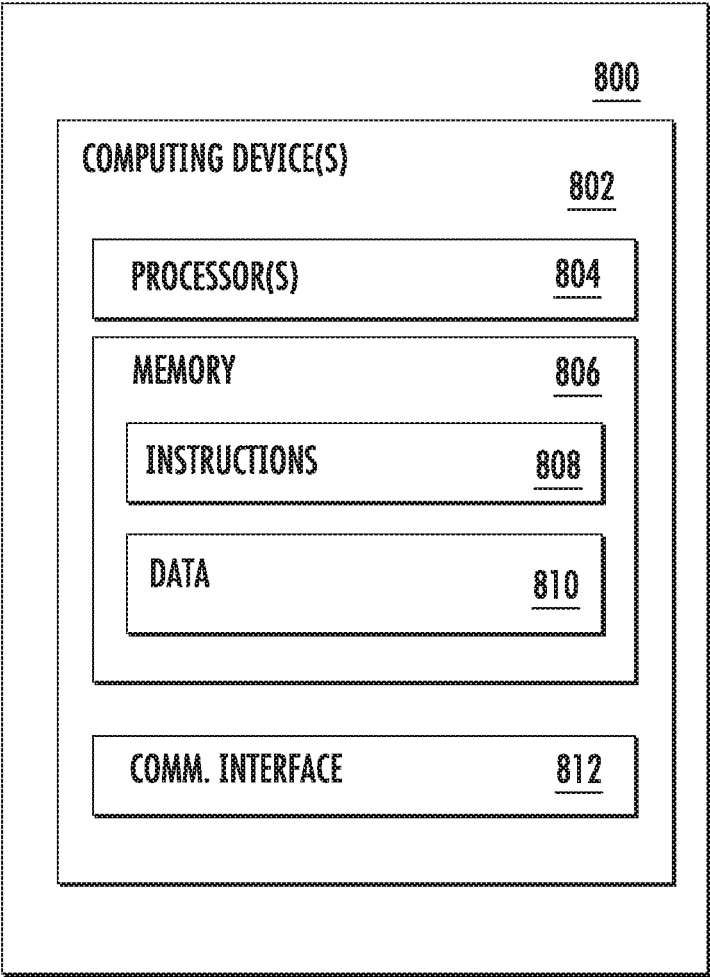 800
COMPUTING DEVICE(S)
802
PROCESSOR(S) 804
MEMORY 806
INSTRUCTIONS 808
DATA 810
COMM. INTERFACE 812